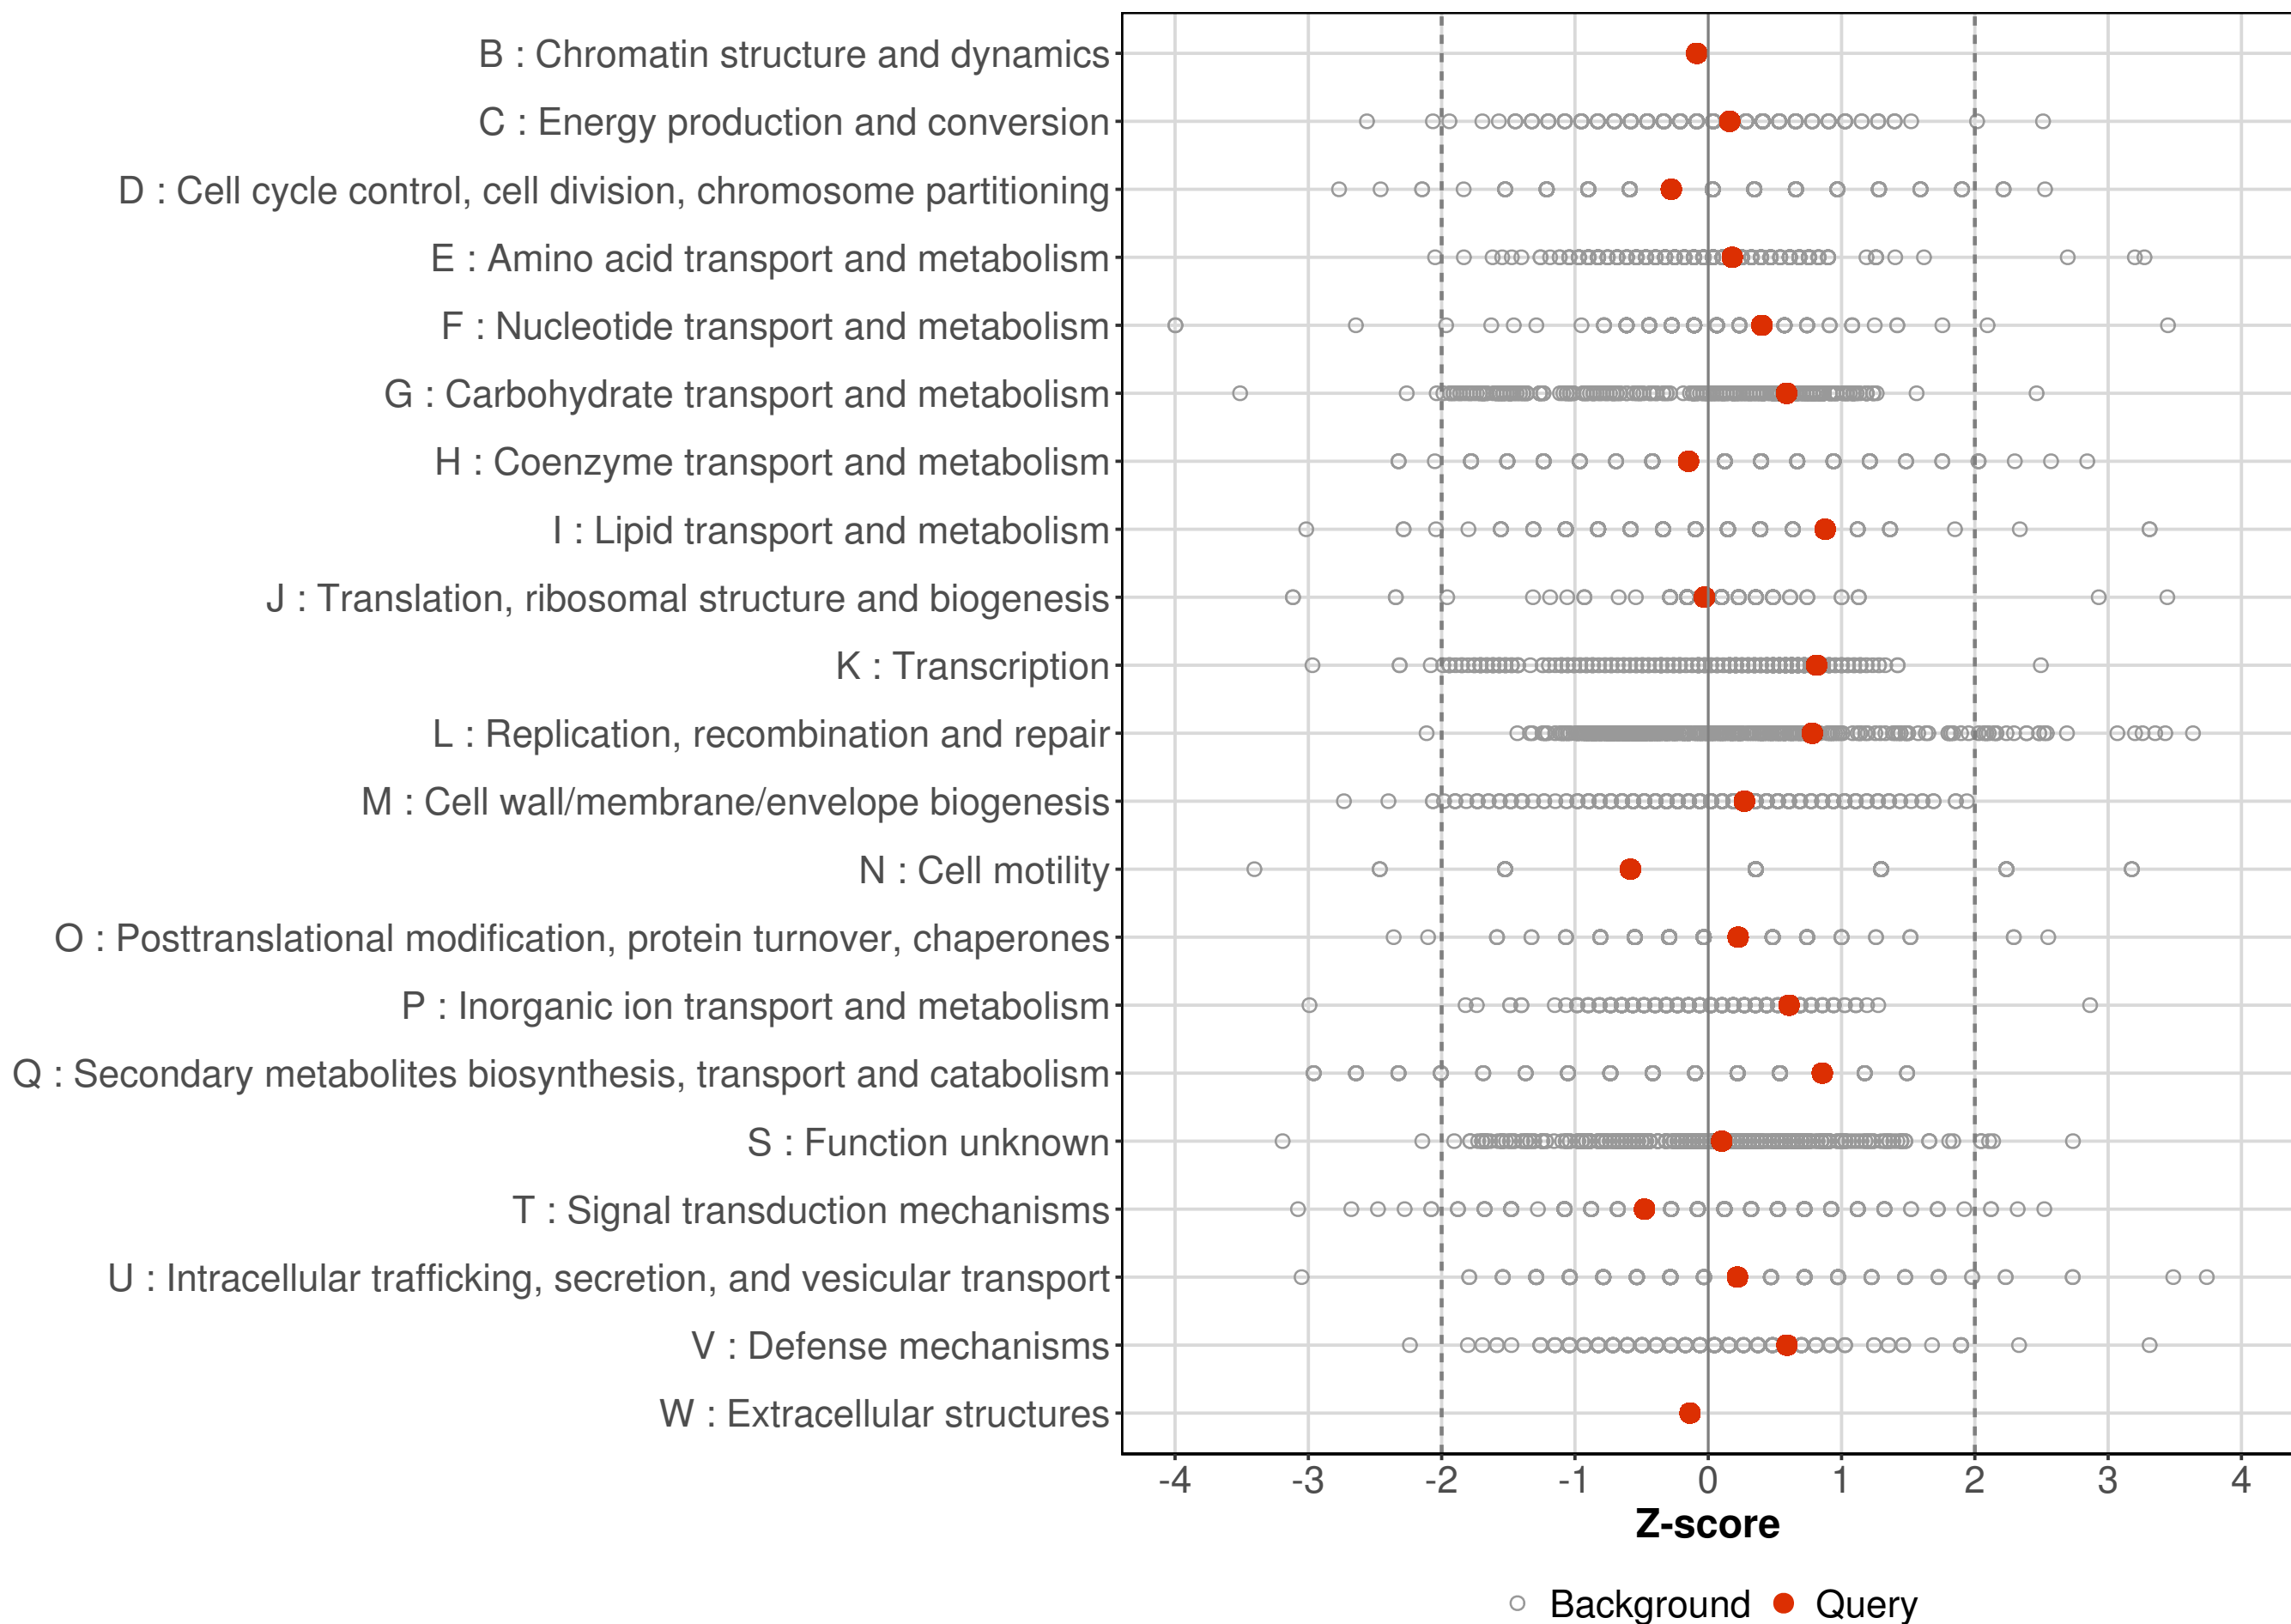 B : Chromatin structure and dynamics
C : Energy production and conversion
D : Cell cycle control, cell division, chromosome partitioning
E : Amino acid transport and metabolism
F : Nucleotide transport and metabolism
G : Carbohydrate transport and metabolism
H : Coenzyme transport and metabolism
I : Lipid transport and metabolism
J : Translation, ribosomal structure and biogenesis
K : Transcription
L : Replication, recombination and repair
M : Cell wall/membrane/envelope biogenesis
N : Cell motility
O : Posttranslational modification, protein turnover, chaperones
P : Inorganic ion transport and metabolism
Q : Secondary metabolites biosynthesis, transport and catabolism
S : Function unknown
T : Signal transduction mechanisms
U : Intracellular trafficking, secretion, and vesicular transport
V : Defense mechanisms
W : Extracellular structures
-4 -3 -2 -1 0 1 2 3 4
Z-score
Background Query